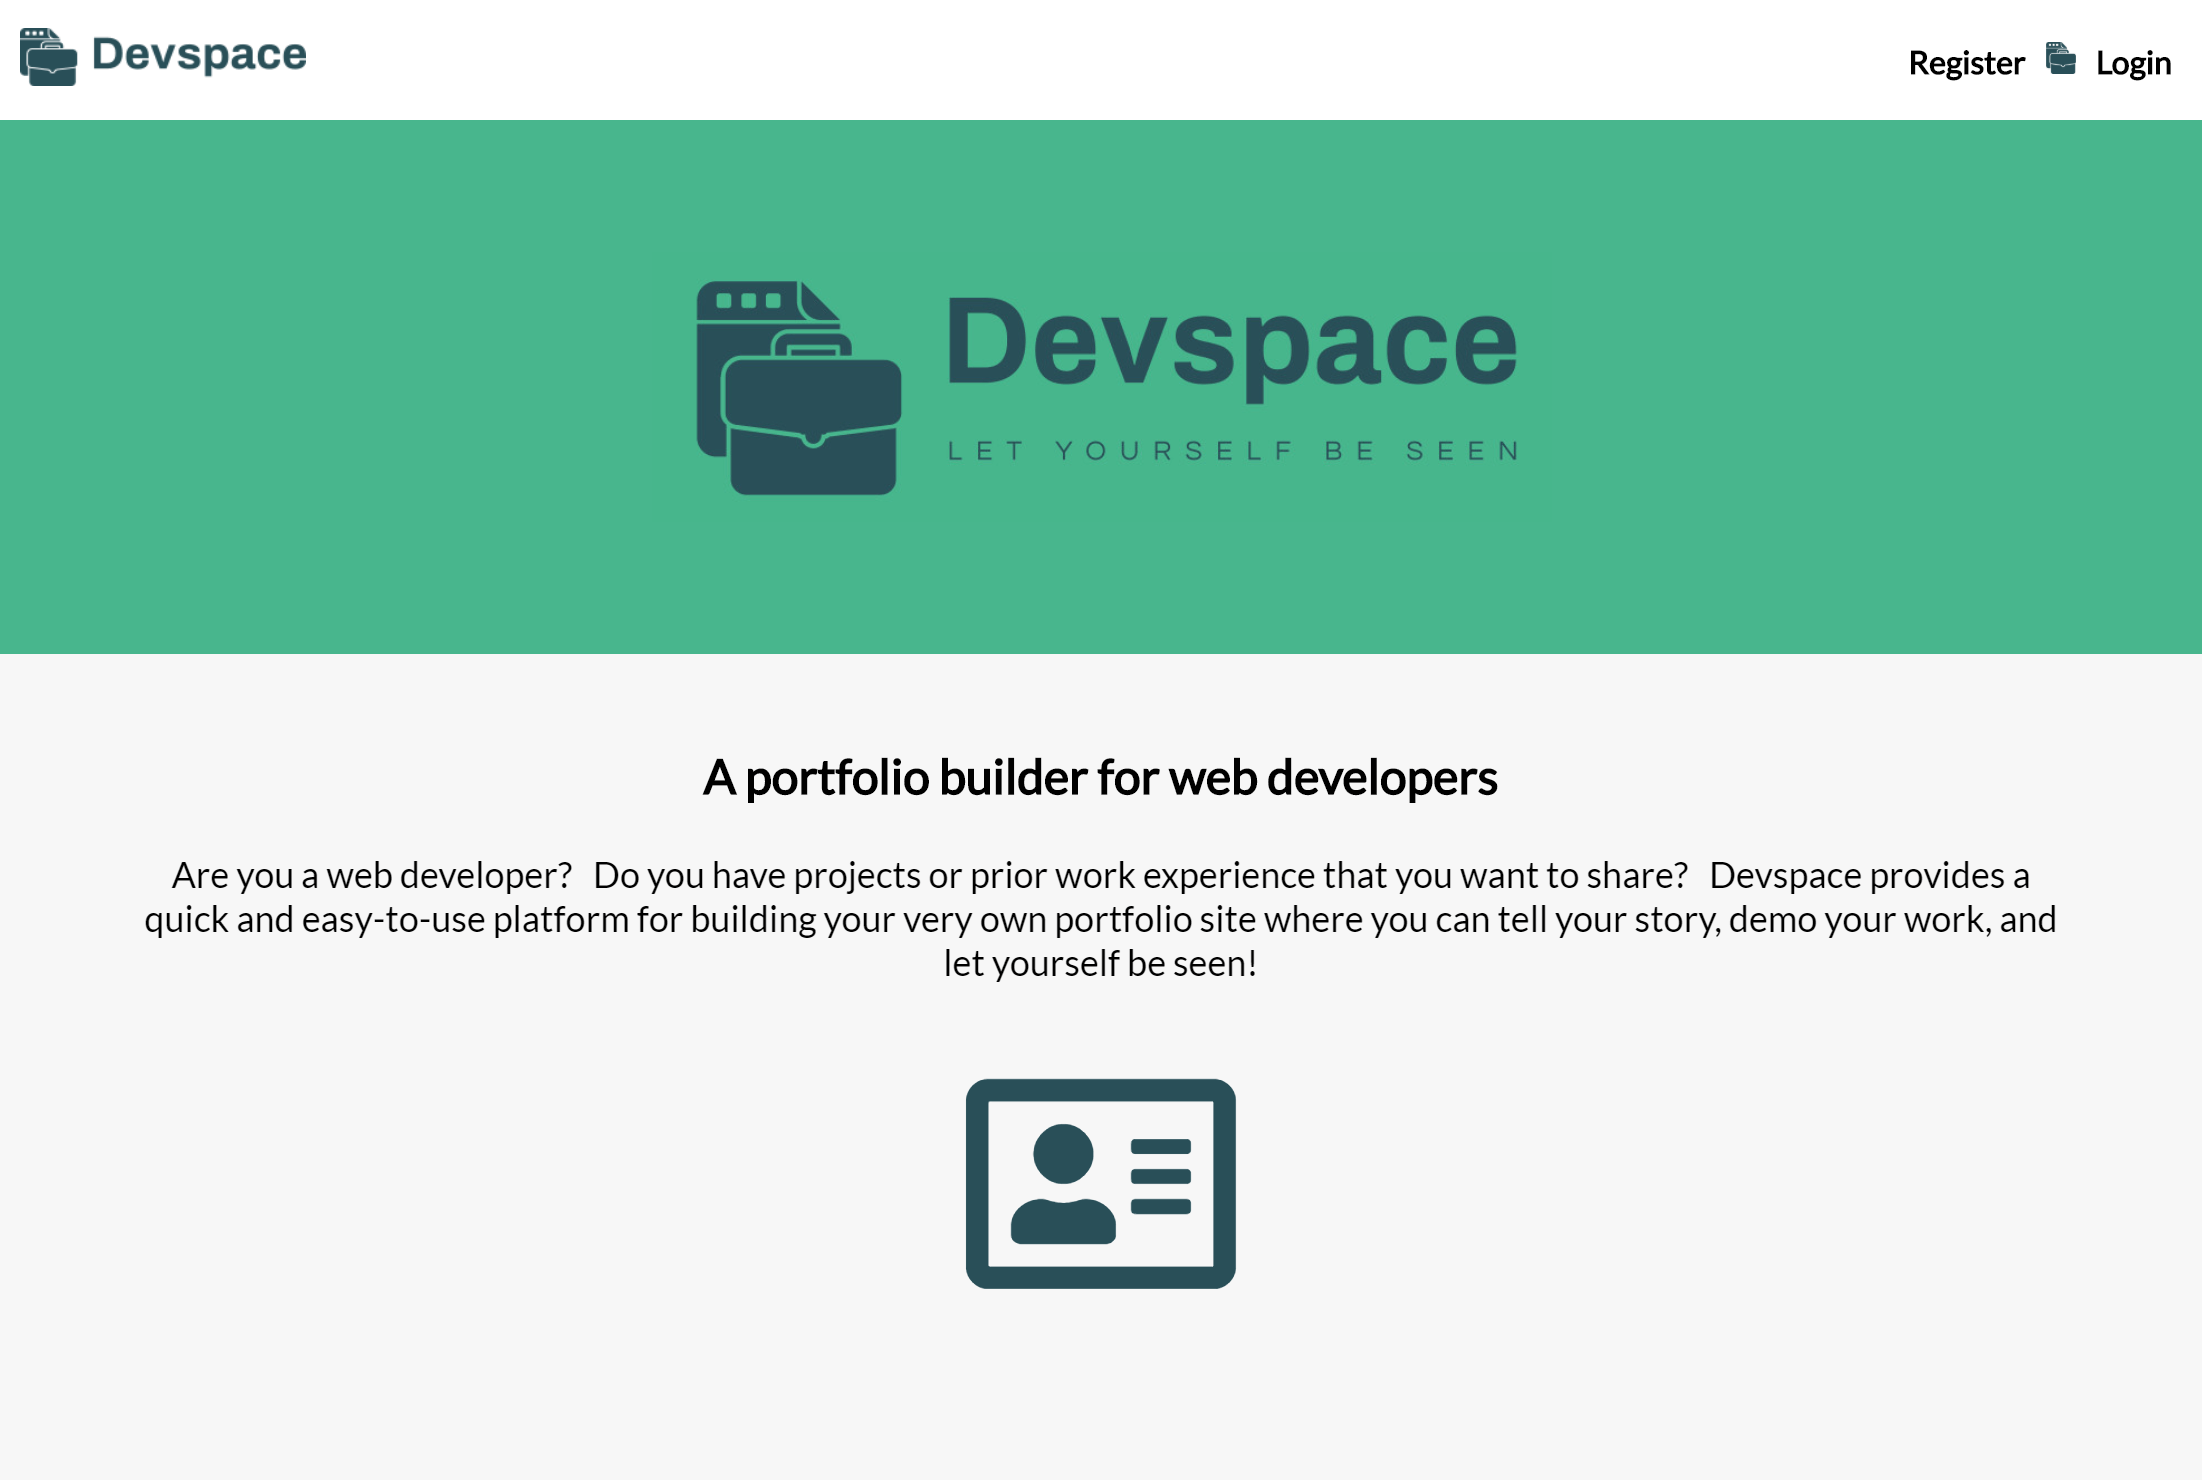 Devspace
Register Login
Devspace
LET YOURSELF BE SEEN
A portfolio builder for web developers
Are you a web developer? Do you have projects or prior work experience that you want to share? Devspace provides a
quick and easy-to-use platform for building your very own portfolio site where you can tell your story, demo your work, and
let yourself be seen!